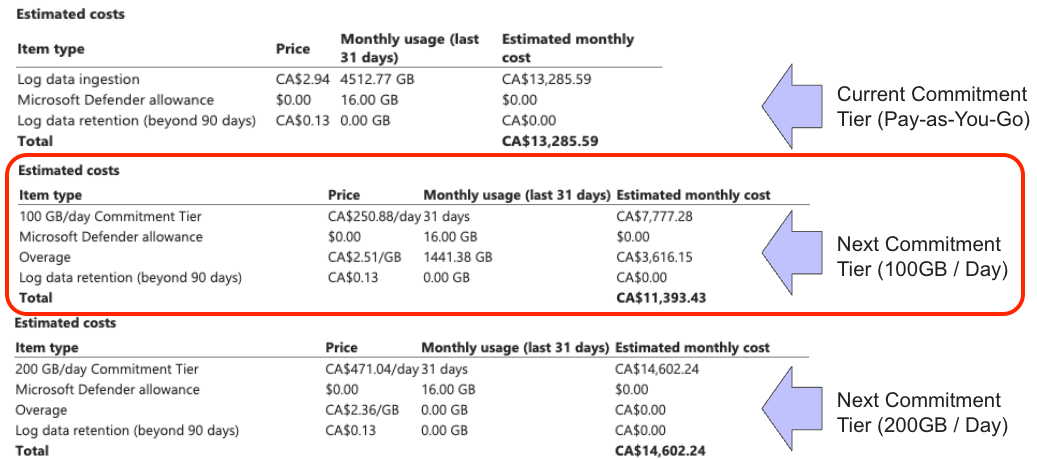 Estimated costs
Item type Price Monthly usage (last 31 days) Estimated monthly cost
Log data ingestion CA$2.94 4512.77 GB CA$13,285.59
Microsoft Defender allowance $0.00 16.00 GB $0.00
Log data retention (beyond 90 days) CA$0.13 0.00 GB CA$0.00
Total CA$13,285.59
Current Commitment
Tier (Pay-as-You-Go)
Estimated costs
Item type Price Monthly usage (last 31 days) Estimated monthly cost
100 GB/day Commitment Tier CA$250.88/day 31 days CA$7,777.28
Microsoft Defender allowance $0.00 16.00 GB $0.00
Overage CA$2.51/GB 1441.38 GB CA$3,616.15
Log data retention (beyond 90 days) CA$0.13 0.00 GB CA$0.00
Total CA$11,393.43
Next Commitment
Tier (100GB / Day)
Estimated costs
Item type Price Monthly usage (last 31 days) Estimated monthly cost
200 GB/day Commitment Tier CA$471.04/day 31 days CA$14,602.24
Microsoft Defender allowance $0.00 16.00 GB $0.00
Overage CA$2.36/GB 0.00 GB CA$0.00
Log data retention (beyond 90 days) CA$0.13 0.00 GB CA$0.00
Total CA$14,602.24
Next Commitment
Tier (200GB / Day)